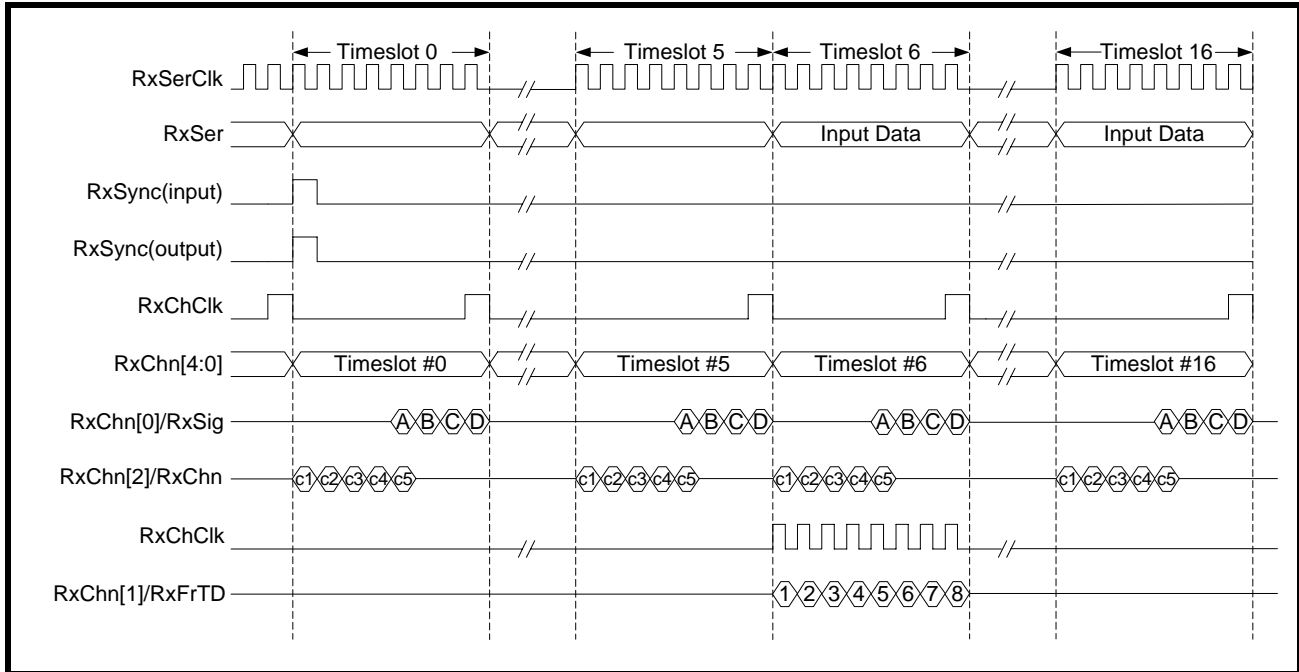 Timeslot 0 Timeslot 5 Timeslot 6 Timeslot 16
RxSerClk
RxSer Input Data Input Data
RxSync(input)
RxSync(output)
RxChClk
RxChn[4:0] Timeslot #0 Timeslot #5 Timeslot #6 Timeslot #16
RxChn[0]/RxSig A B C D A B C D A B C D A B C D
RxChn[2]/RxChn c1 c2 c3 c4 c5 c1 c2 c3 c4 c5 c1 c2 c3 c4 c5 c1 c2 c3 c4 c5
RxChClk
RxChn[1]/RxFrTD 1 2 3 4 5 6 7 8